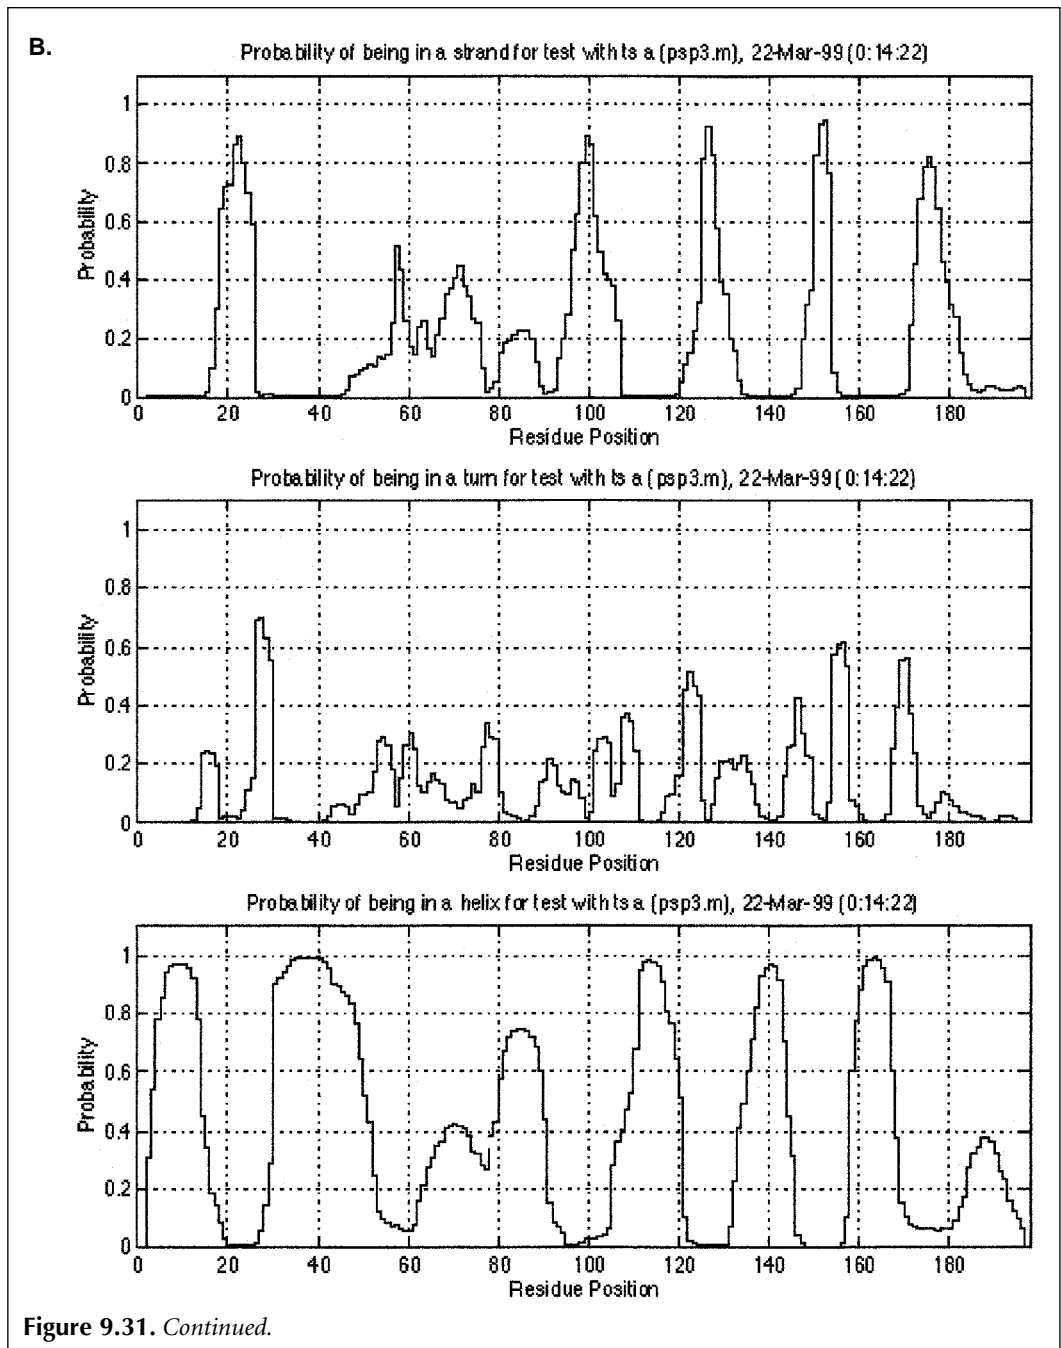 B.
Probability of being in a strand for test with ts a (psp3.m), 22-Mar-99 (0:14:22)
1
0.8
0.6
0.4
0.2
0
Probability
0 20 40 60 80 100 120 140 160 180
Residue Position
Probability of being in a turn for test with ts a (psp3.m), 22-Mar-99 (0:14:22)
1
0.8
0.6
0.4
0.2
0
Probability
0 20 40 60 80 100 120 140 160 180
Residue Position
Probability of being in a helix for test with ts a (psp3.m), 22-Mar-99 (0:14:22)
1
0.8
0.6
0.4
0.2
0
Probability
0 20 40 60 80 100 120 140 160 180
Residue Position
Figure 9.31. Continued.